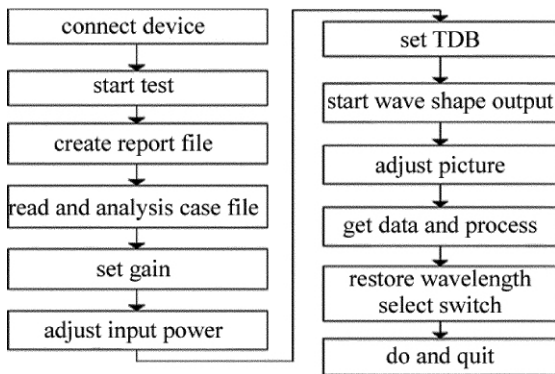 connect device
start test
create report file
read and analysis case file
set gain
adjust input power
set TDB
start wave shape output
adjust picture
get data and process
restore wavelength
select switch
do and quit